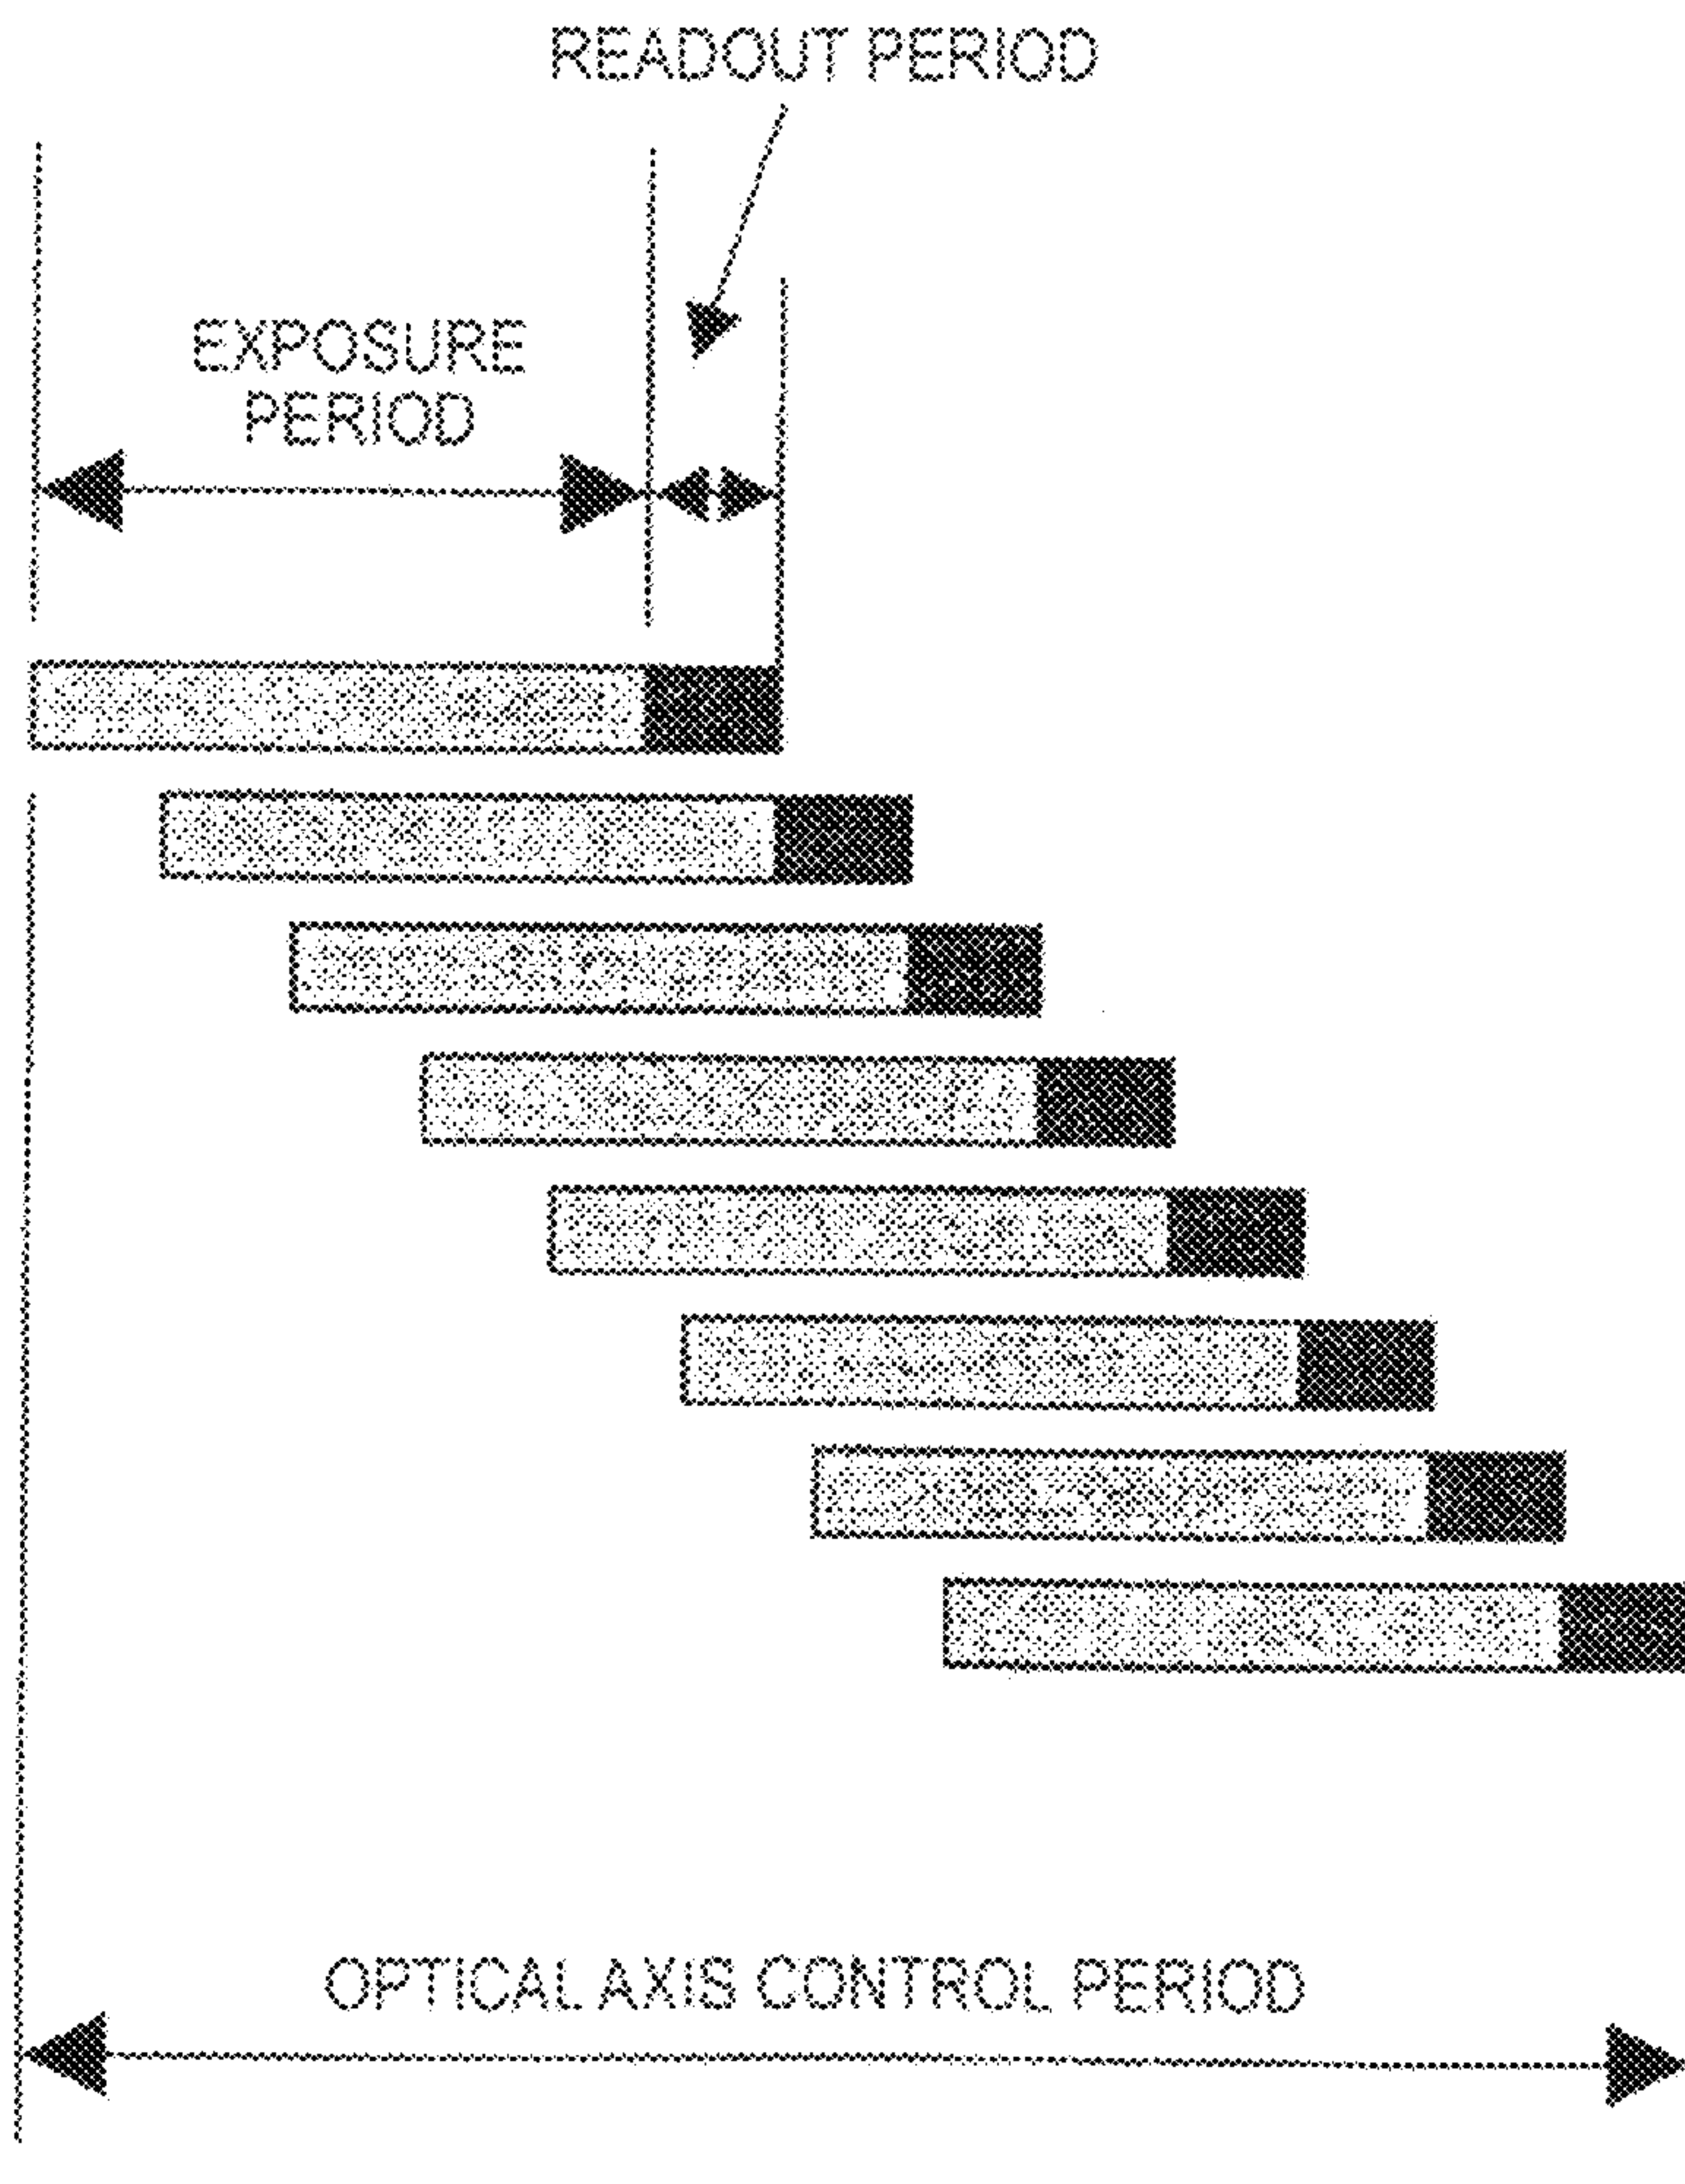 READOUT PERIOD
EXPOSURE
PERIOD
OPTICAL AXIS CONTROL PERIOD